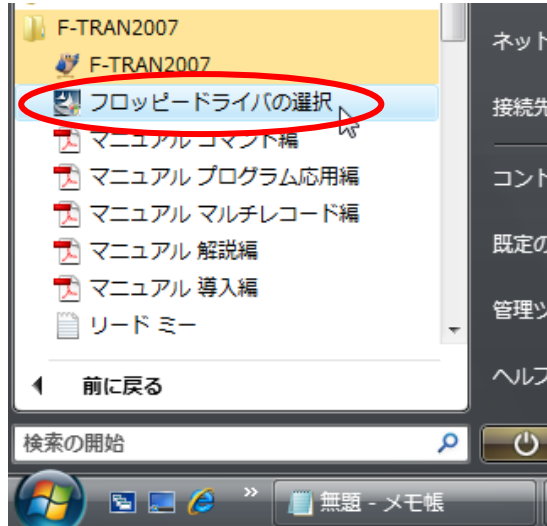 F-TRAN2007
F-TRAN2007
フロッピードライバの選択
マニュアル コマンド編
マニュアル プログラム応用編
マニュアル マルチレコード編
マニュアル 解説編
マニュアル 導入編
リード ミー
前に戻る
検索の開始
ネット
接続先
コント
既定の
管理ツ
ヘルプ
無題 - メモ帳